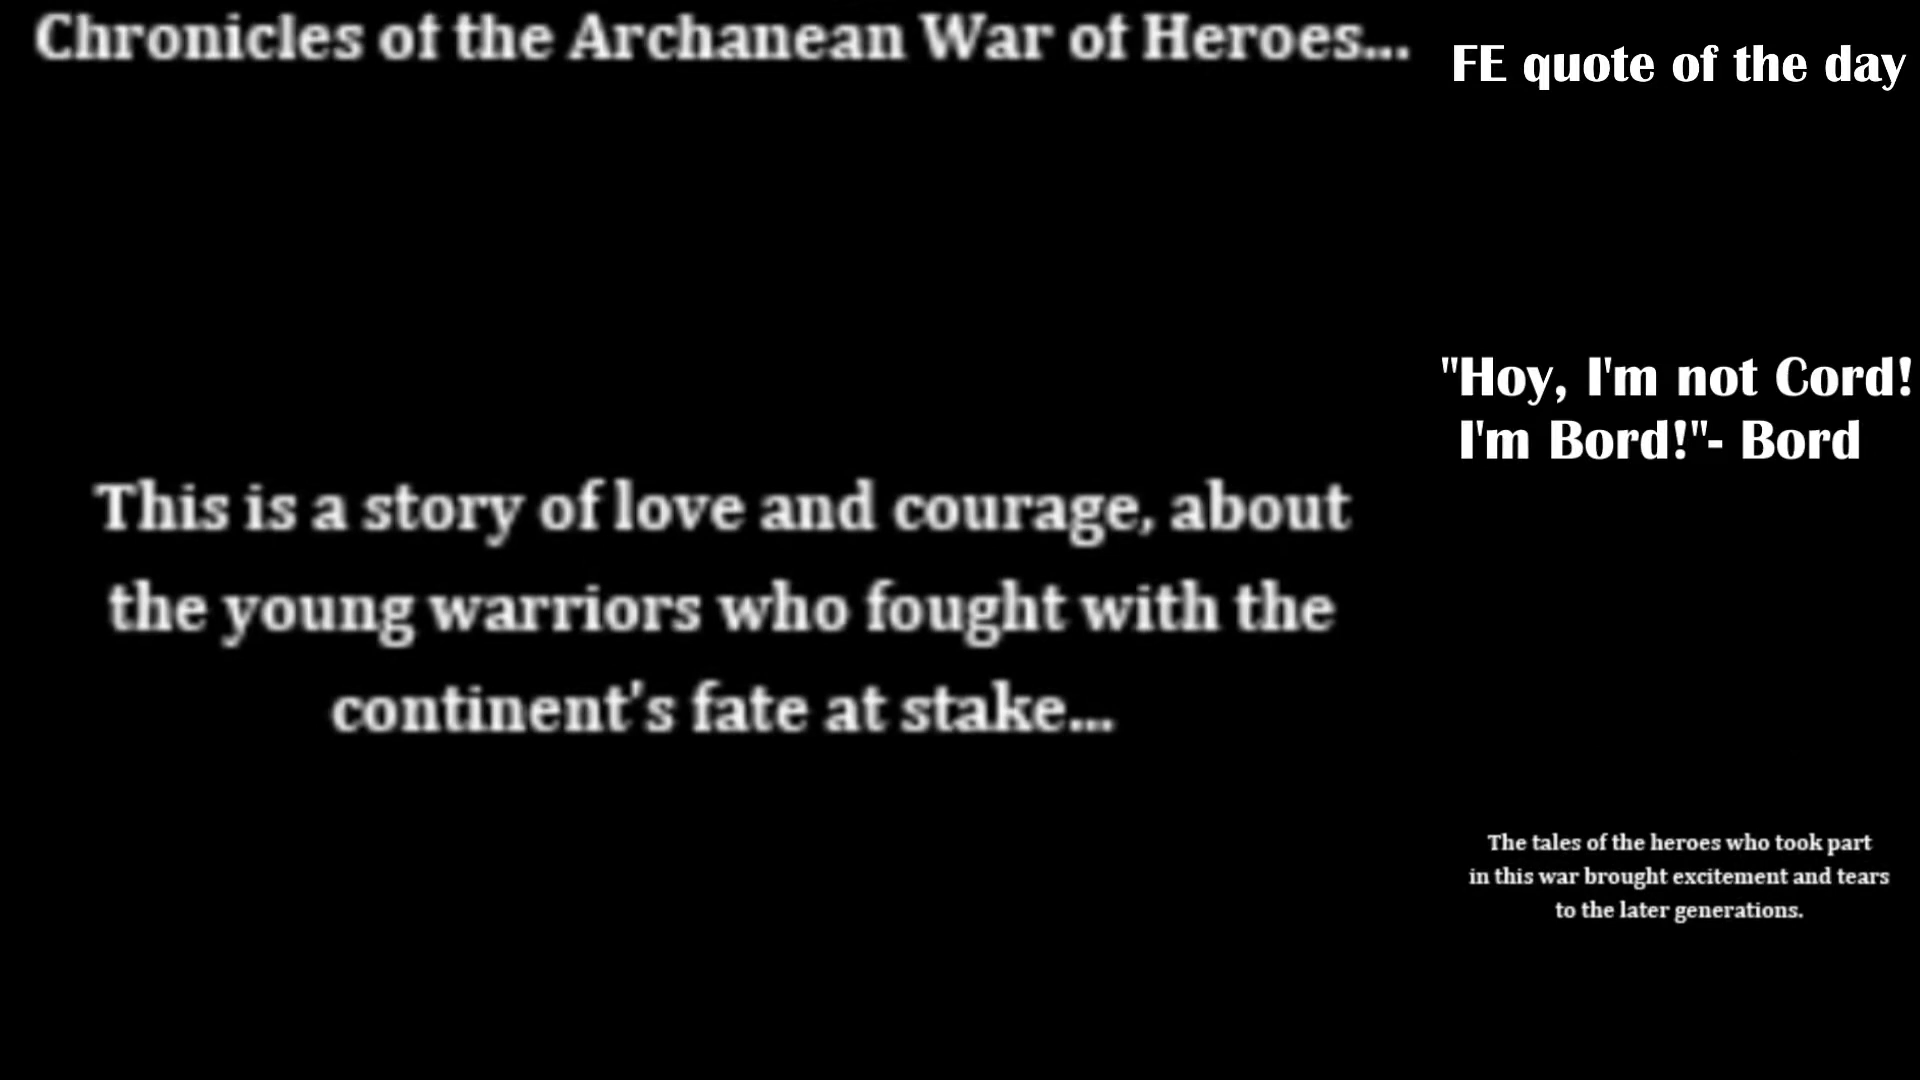 Chronicles of the Archanean War of Heroes...
FE quote of the day
"Hoy, I'm not Cord!
I'm Bord!"- Bord
This is a story of love and courage, about
the young warriors who fought with the
continent's fate at stake...
The tales of the heroes who took part
in this war brought excitement and tears
to the later generations.